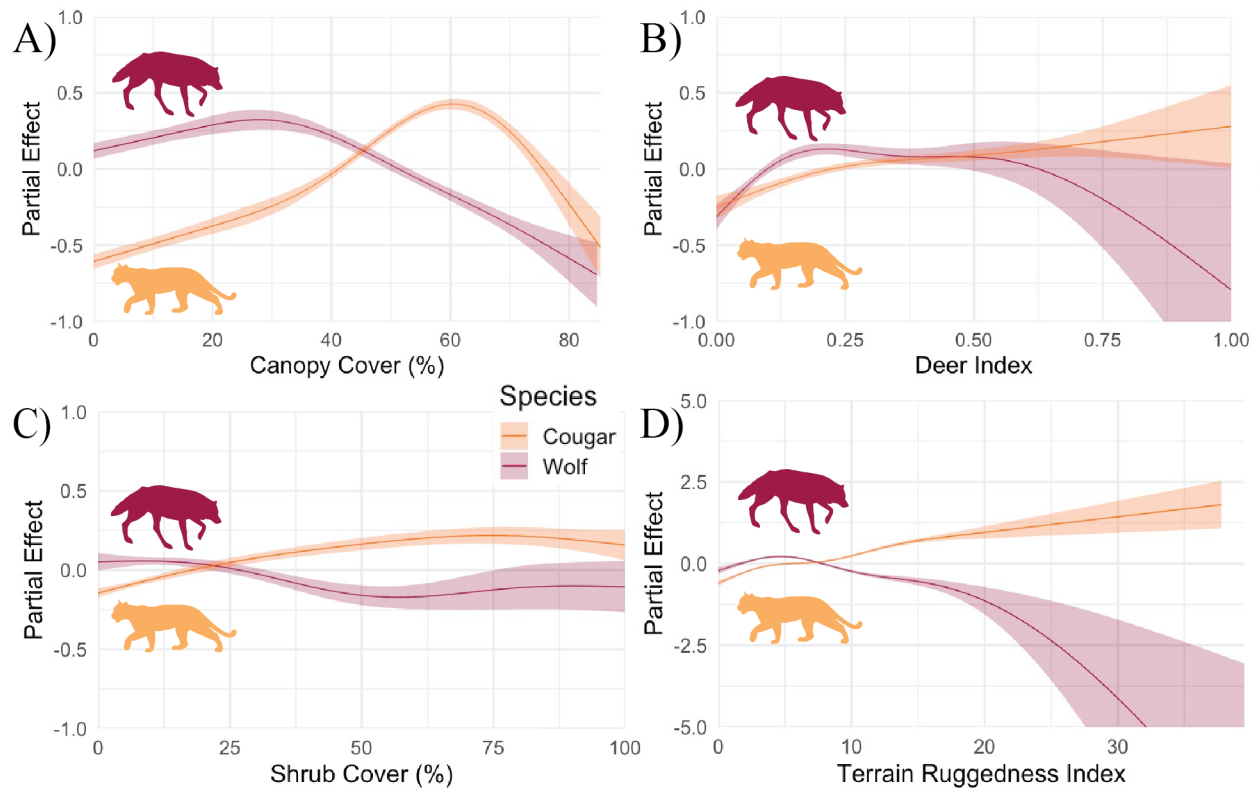 A)
1.0
0.5
0.0
-0.5
-1.0
Partial Effect
0 20 40 60 80
Canopy Cover (%)
B)
1.0
0.5
0.0
-0.5
-1.0
Partial Effect
0.00 0.25 0.50 0.75 1.00
Deer Index
C)
1.0
0.5
0.0
-0.5
-1.0
Partial Effect
Species
Cougar
Wolf
0 25 50 75 100
Shrub Cover (%)
D)
5.0
2.5
0.0
-2.5
-5.0
Partial Effect
0 10 20 30
Terrain Ruggedness Index